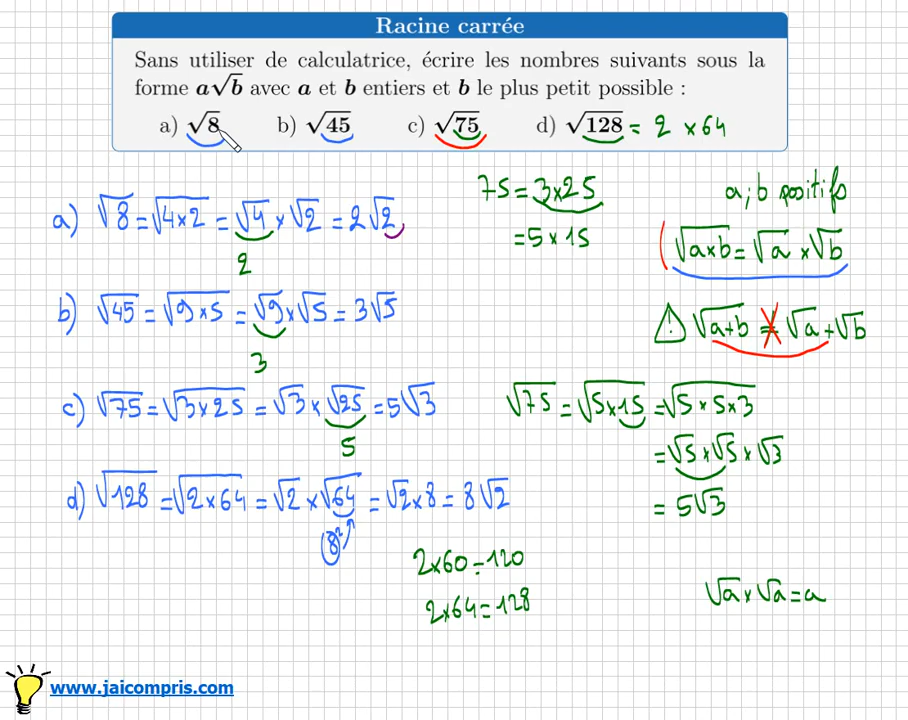 Racine carrée
Sans utiliser de calculatrice, écrire les nombres suivants sous la
forme a√b avec a et b entiers et b le plus petit possible :
a) √8 b) √45 c) √75 d) √128 = 2 × 64
75 = 3×25
= 5 × 15
a ; b positifs
√a×b = √a × √b
⚠ √a+b ≠ √a + √b
a) √8 = √4×2 = √4 × √2 = 2√2
2
b) √45 = √9×5 = √9 × √5 = 3√5
3
c) √75 = √3×25 = √3 × √25 = 5√3
5
√75 = √5×15 = √5×5×3
= √5 × √5 × √3
= 5√3
d) √128 = √2×64 = √2 × √64 = √2 × 8 = 8√2
8²
2×60 = 120
2×64 = 128
√a × √a = a
www.jaicompris.com